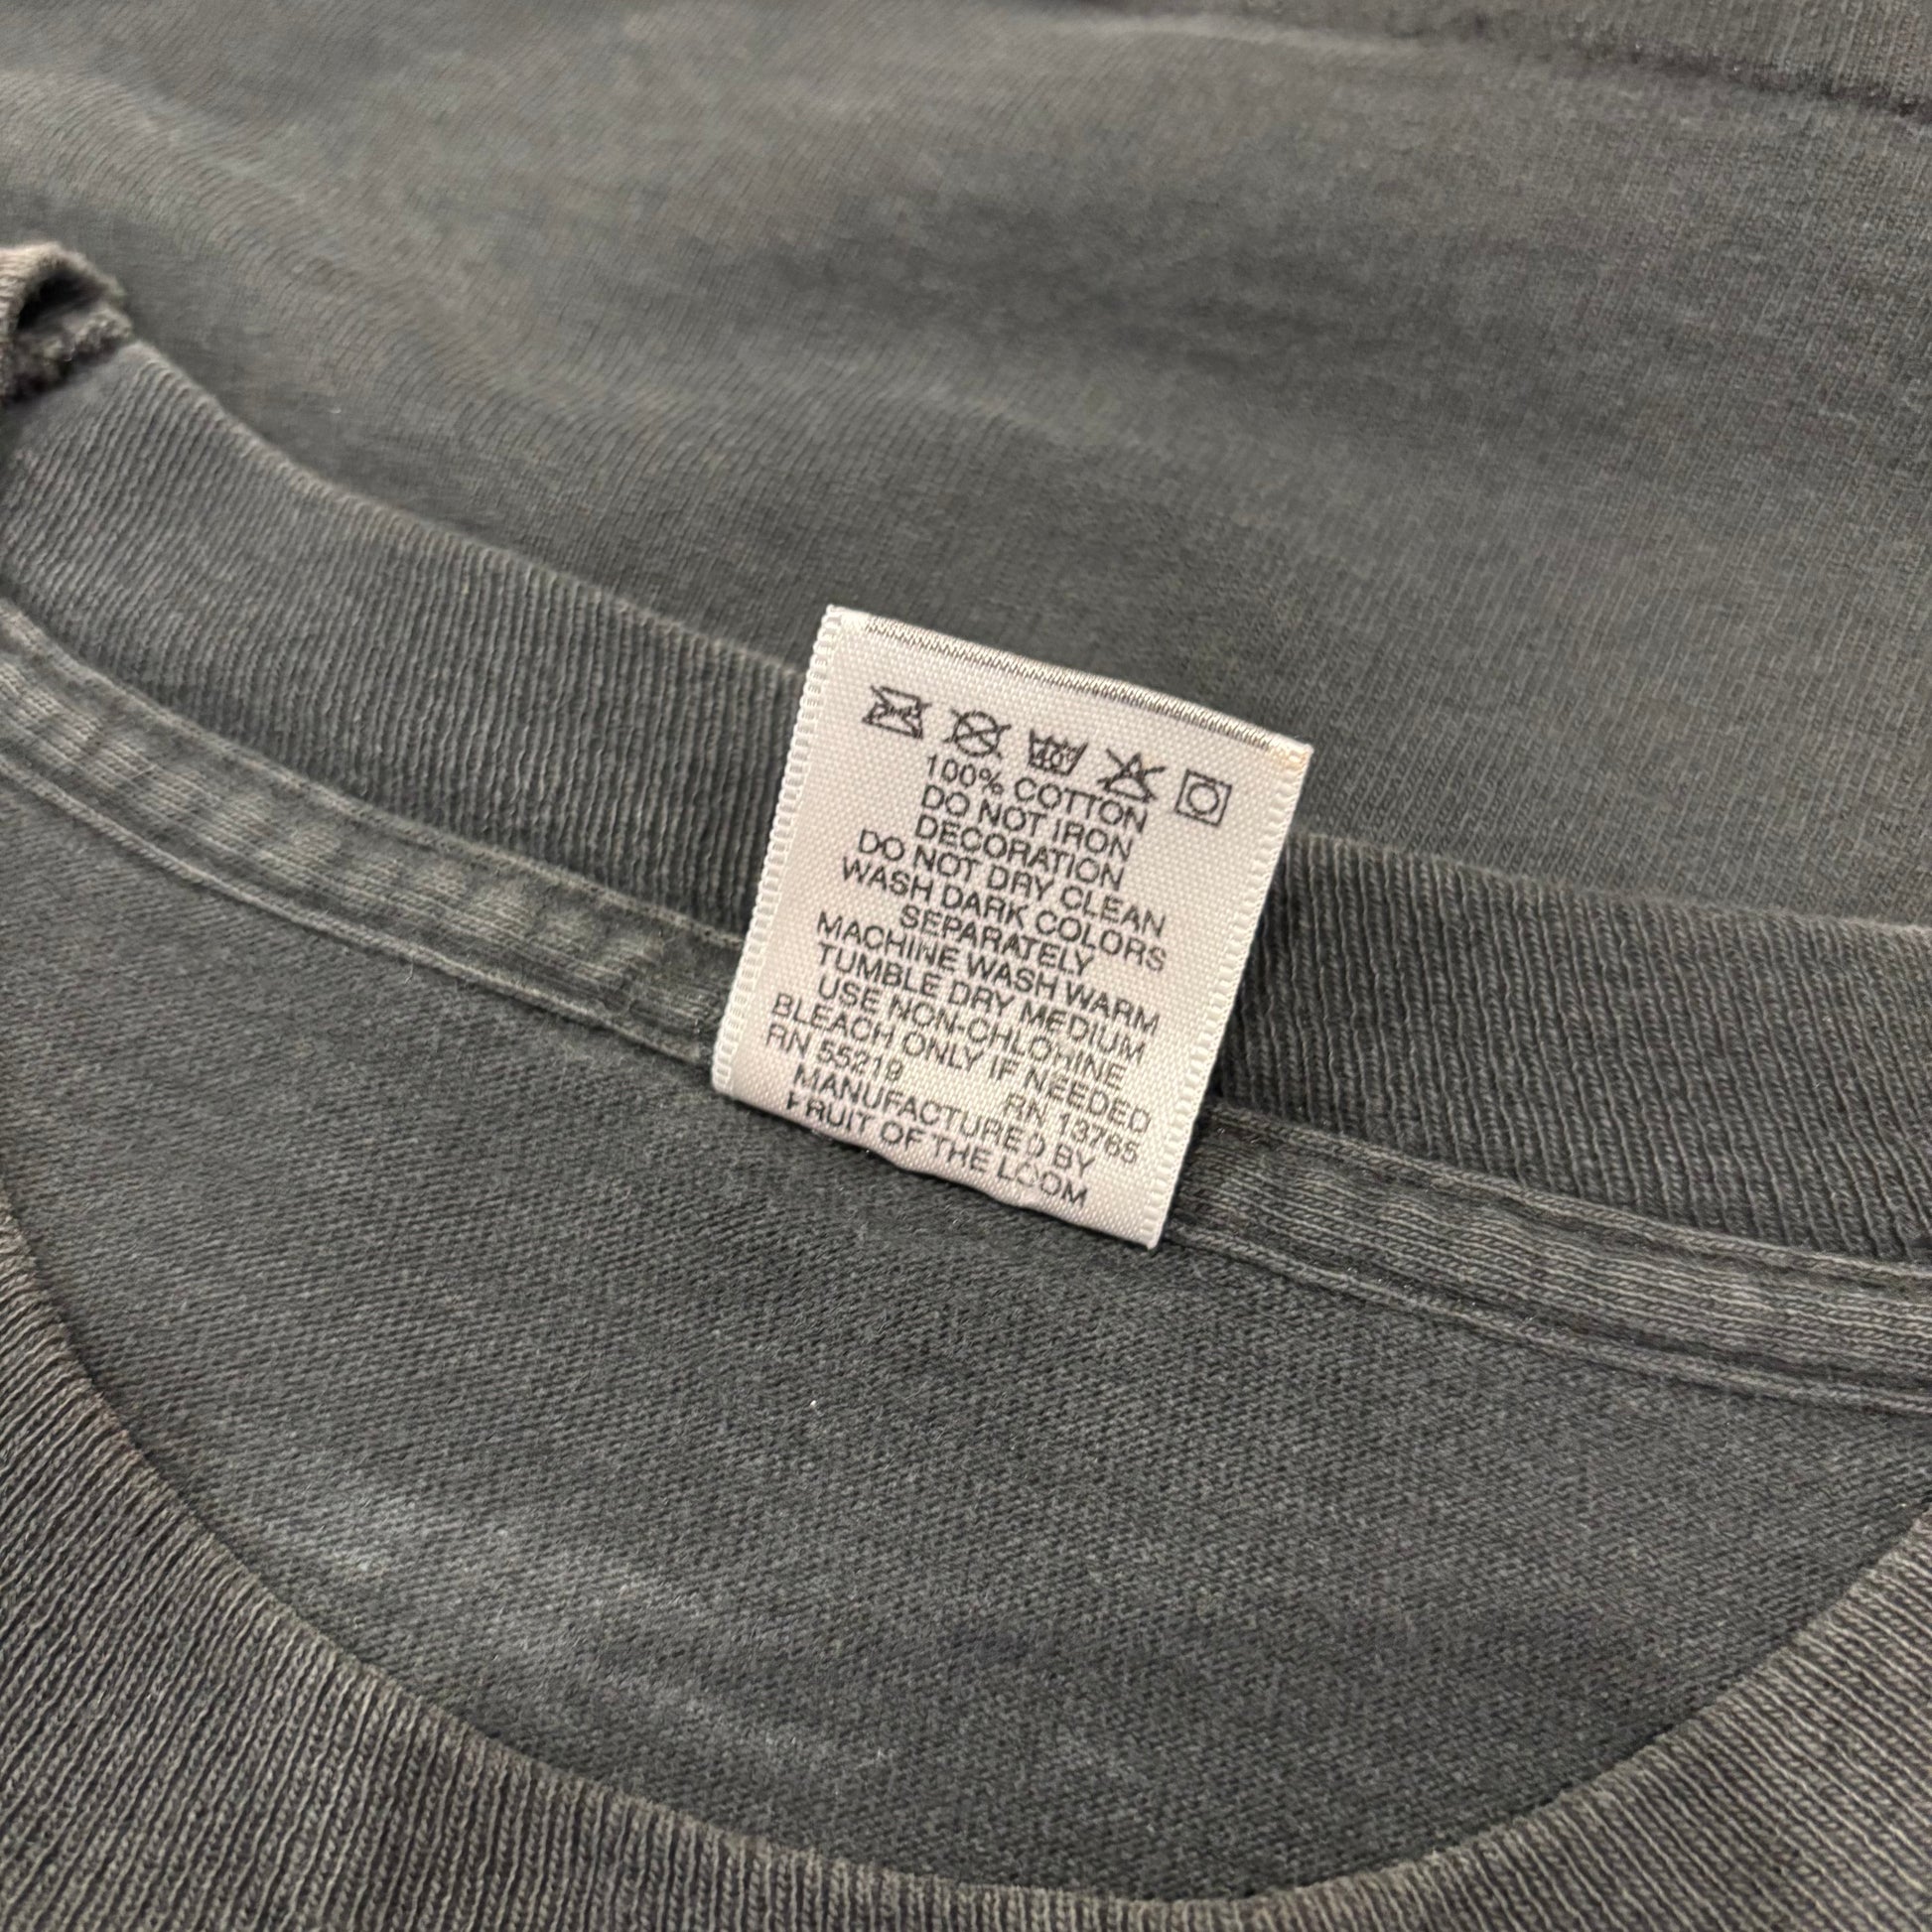 40°
100% COTTON
DO NOT IRON
DECORATION
DO NOT DRY CLEAN
WASH DARK COLORS
SEPARATELY
MACHINE WASH WARM
TUMBLE DRY MEDIUM
USE NON-CHLORINE
BLEACH ONLY IF NEEDED
RN 55219 RN 13765
MANUFACTURED BY
FRUIT OF THE LOOM